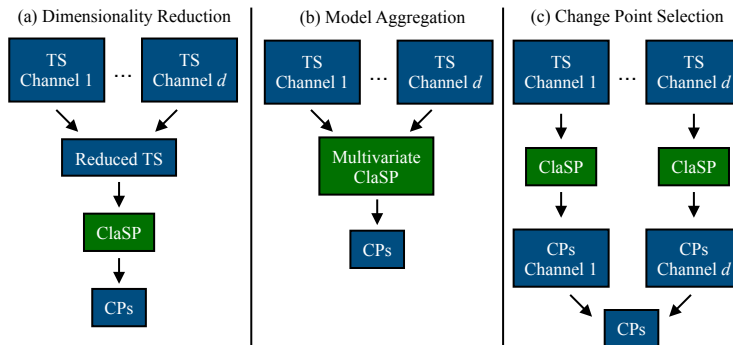 (a) Dimensionality Reduction
TS
Channel 1
...
TS
Channel d
Reduced TS
ClaSP
CPs
(b) Model Aggregation
TS
Channel 1
...
TS
Channel d
Multivariate
ClaSP
CPs
(c) Change Point Selection
TS
Channel 1
...
TS
Channel d
ClaSP
ClaSP
CPs
Channel 1
CPs
Channel d
CPs